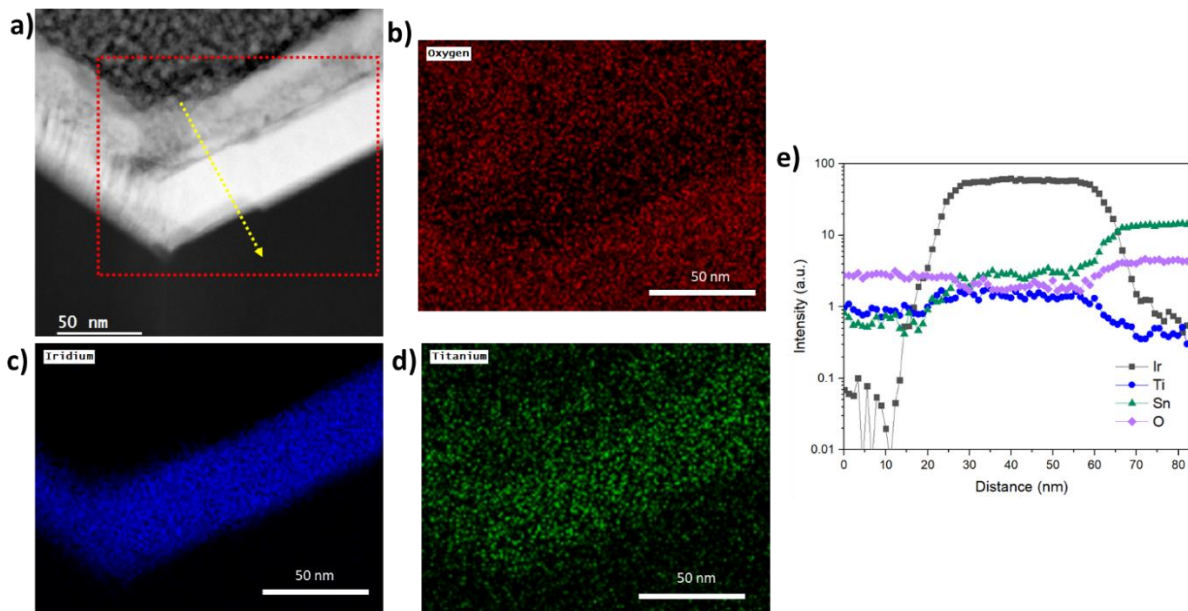 a)
50 nm
b)
Oxygen
50 nm
c)
Iridium
50 nm
d)
Titanium
50 nm
e)
Intensity (a.u.)
100
10
1
0.1
0.01
Ir
Ti
Sn
O
0 10 20 30 40 50 60 70 80
Distance (nm)